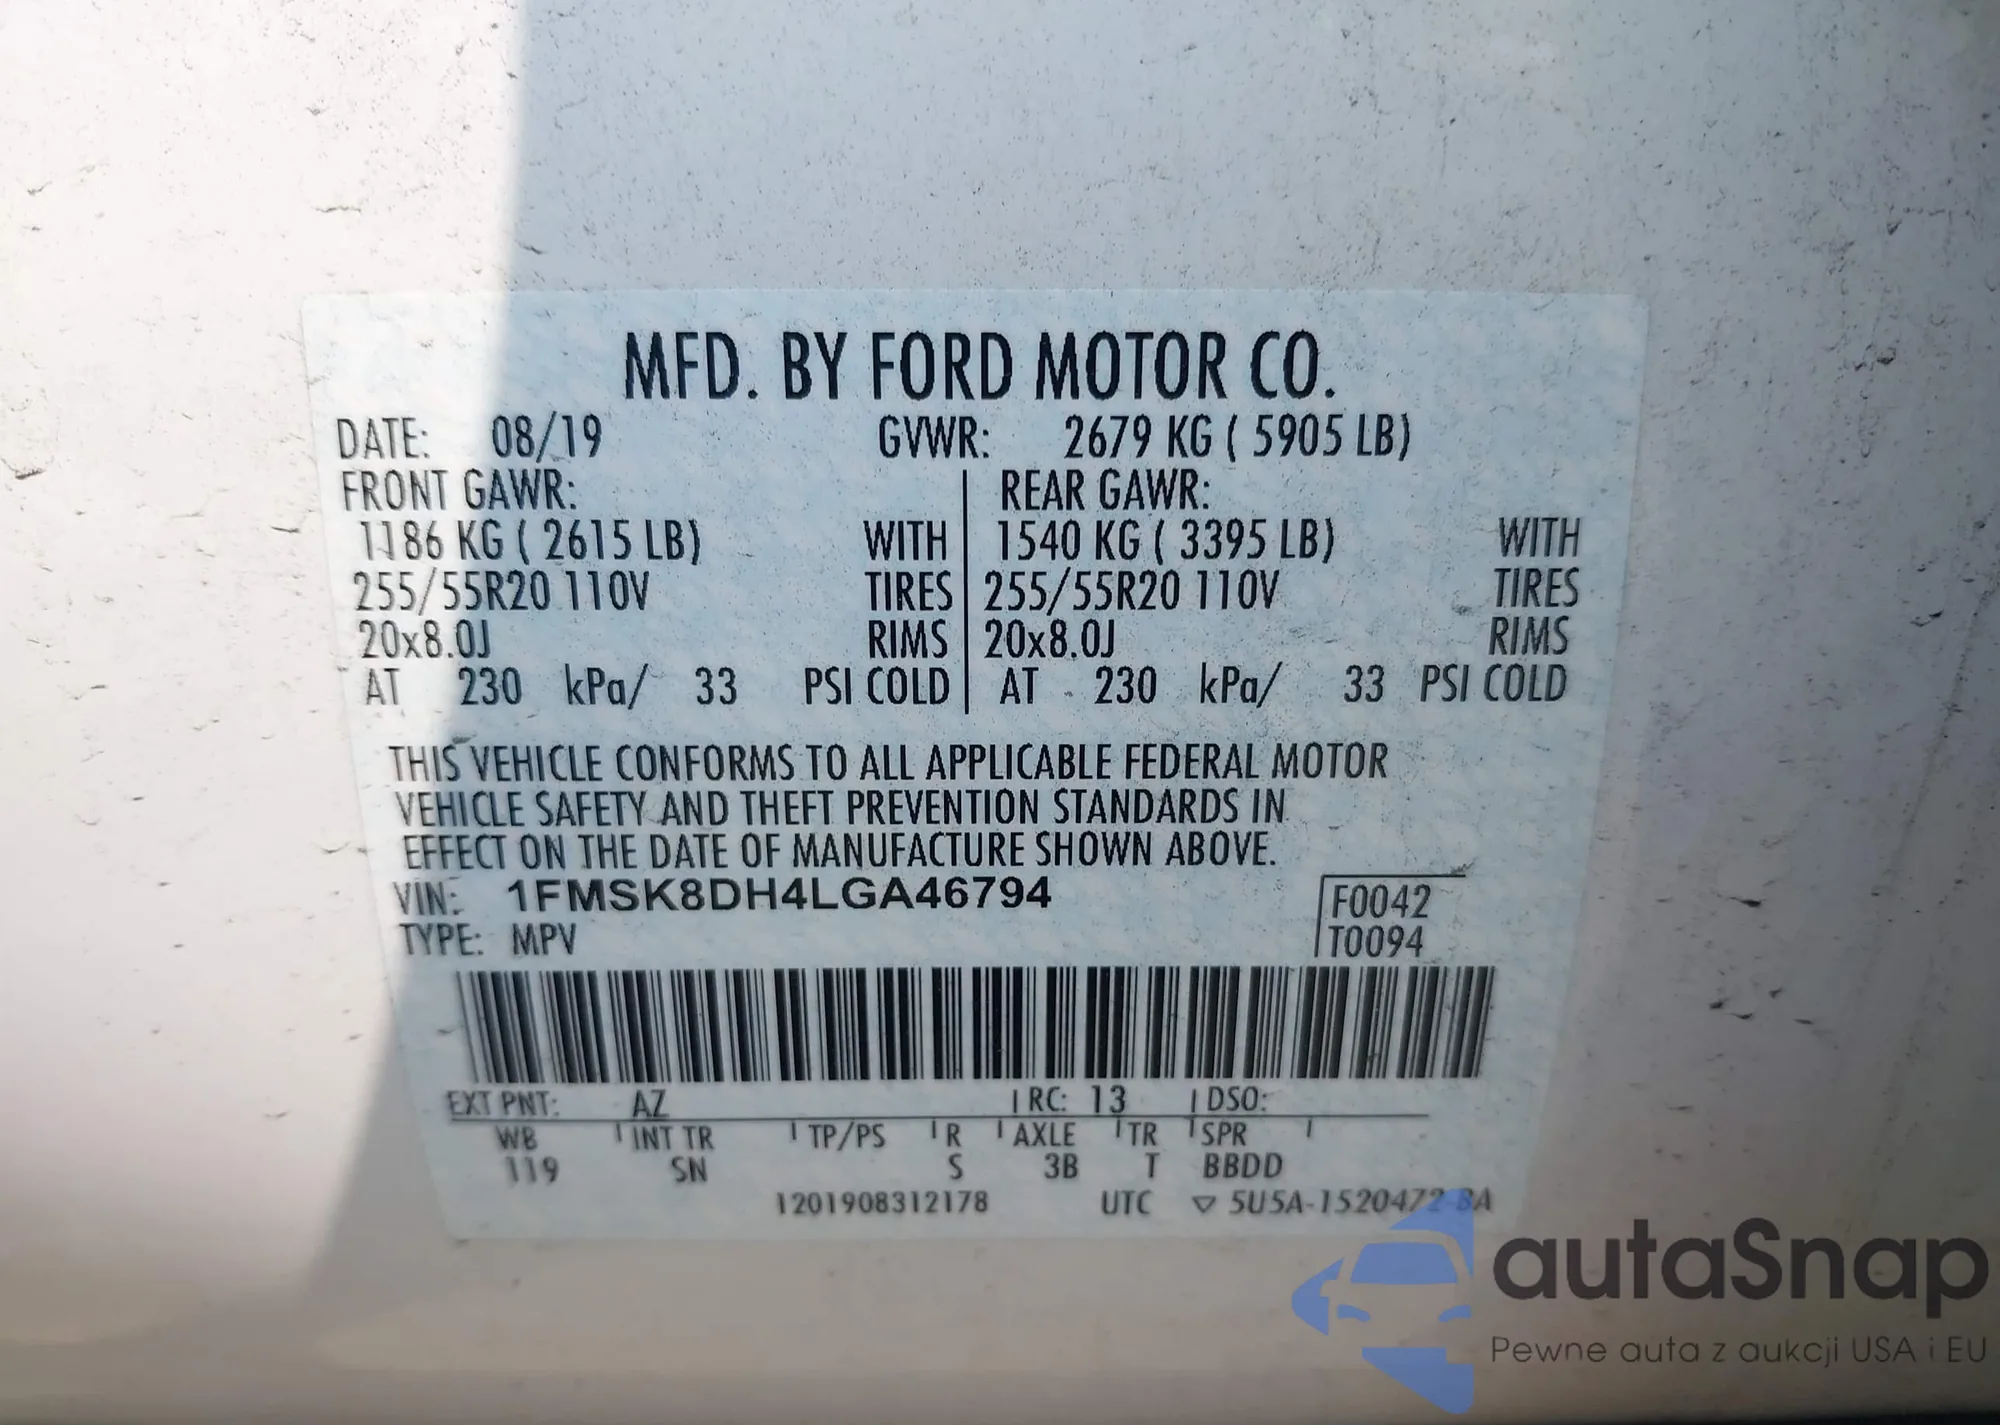 MFD. BY FORD MOTOR CO.
DATE: 08/19 GVWR: 2679 KG ( 5905 LB)
FRONT GAWR: REAR GAWR:
1186 KG ( 2615 LB) WITH 1540 KG ( 3395 LB) WITH
255/55R20 110V TIRES 255/55R20 110V TIRES
20x8.0J RIMS 20x8.0J RIMS
AT 230 kPa/ 33 PSI COLD AT 230 kPa/ 33 PSI COLD
THIS VEHICLE CONFORMS TO ALL APPLICABLE FEDERAL MOTOR
VEHICLE SAFETY AND THEFT PREVENTION STANDARDS IN
EFFECT ON THE DATE OF MANUFACTURE SHOWN ABOVE.
VIN: 1FMSK8DH4LGA46794 F0042
TYPE: MPV T0094
EXT PNT: AZ RC: 13 DSO:
WB INT TR TP/PS R AXLE TR SPR
119 SN S 3B T BBDD
1201908312178 UTC ▽ 5U5A-1520472-BA
autaSnap
Pewne auta z aukcji USA i EU